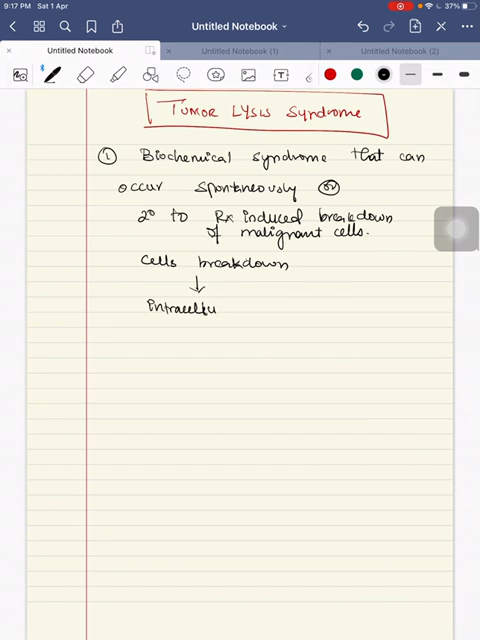 9:17 PM Sat 1 Apr 37%
Untitled Notebook
Untitled Notebook
Untitled Notebook (1)
Untitled Notebook (2)
TUMOR LYSIS Syndrome
① Biochemical syndrome that can
occur spontaneously or
2° to Rx induced breakdown
of malignant cells.
cells breakdown
↓
intracellu